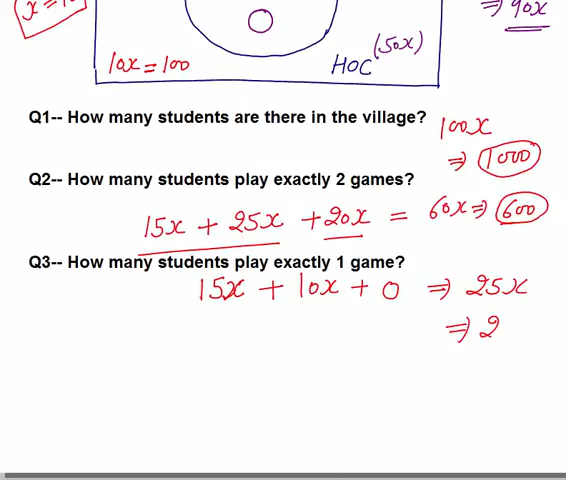 x = 10
⇒ 90x
0
(50x)
10x = 100
HOC
Q1-- How many students are there in the village?
100x
⇒ 1000
Q2-- How many students play exactly 2 games?
15x + 25x + 20x = 60x ⇒ 600
Q3-- How many students play exactly 1 game?
15x + 10x + 0 ⇒ 25x
⇒ 2